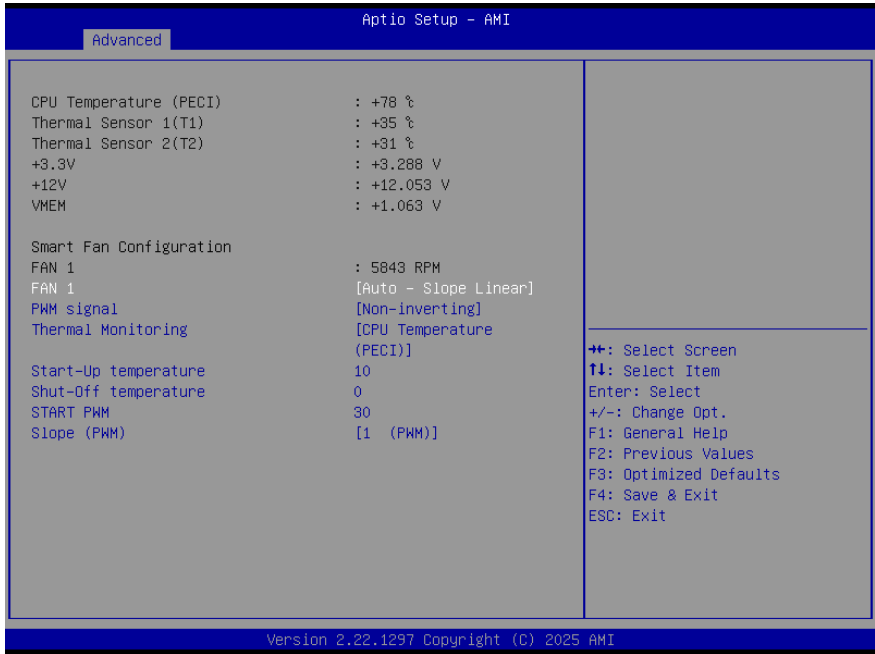 Aptio Setup - AMI
Advanced
CPU Temperature (PECI) : +78 ℃
Thermal Sensor 1(T1) : +35 ℃
Thermal Sensor 2(T2) : +31 ℃
+3.3V : +3.288 V
+12V : +12.053 V
VMEM : +1.063 V
Smart Fan Configuration
FAN 1 : 5843 RPM
FAN 1 [Auto - Slope Linear]
PWM signal [Non-inverting]
Thermal Monitoring [CPU Temperature
(PECI)]
Start-Up temperature 10
Shut-Off temperature 0
START PWM 30
Slope (PWM) [1 (PWM)]
→←: Select Screen
↑↓: Select Item
Enter: Select
+/-: Change Opt.
F1: General Help
F2: Previous Values
F3: Optimized Defaults
F4: Save & Exit
ESC: Exit
Version 2.22.1297 Copyright (C) 2025 AMI